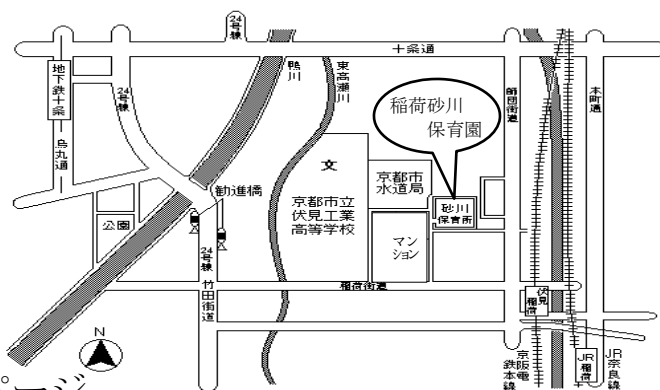 24号線
十条通
鴨川
東高瀬川
師団街道
本町通
地下鉄十条
24号線
烏丸通
稲荷砂川
保育園
文
京都市
水道局
勧進橋
京都市立
伏見工業
高等学校
砂川
保育所
公園
マン
ション
24号線
竹田街道
稲荷街道
伏見稲荷
N
京阪電鉄本線
JR稲荷
JR奈良線
ページ